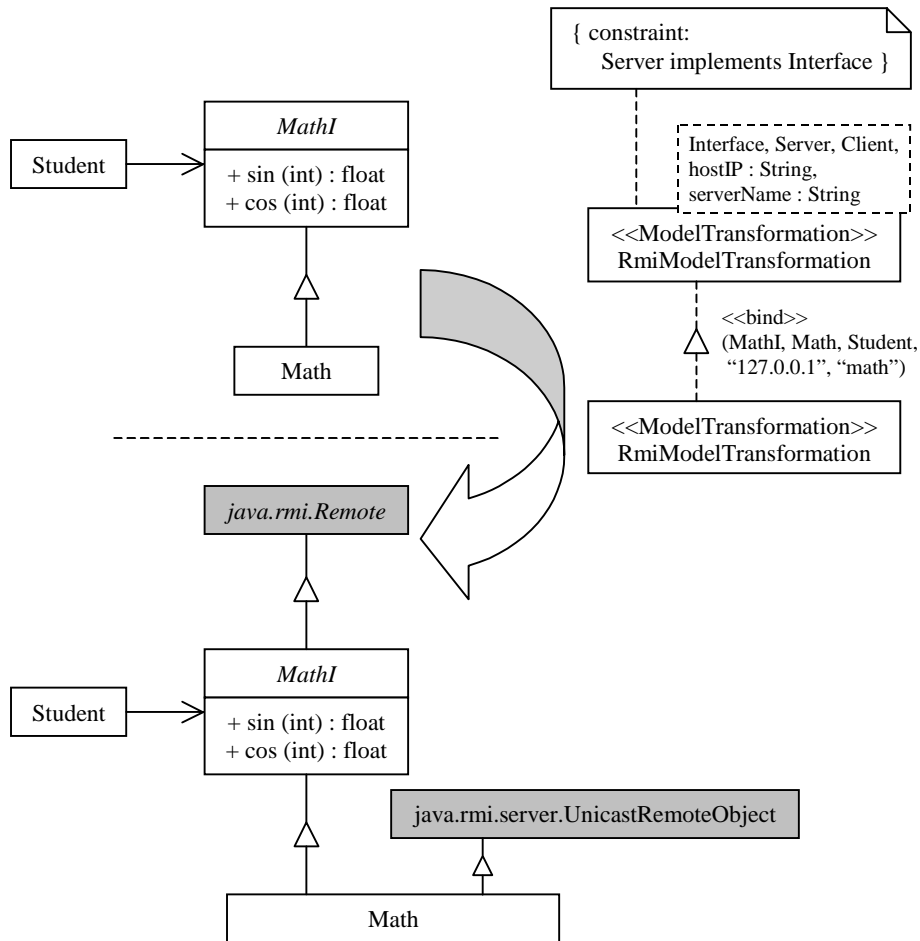 { constraint:
Server implements Interface }
MathI
Student
+ sin (int) : float
+ cos (int) : float
Math
Interface, Server, Client,
hostIP : String,
serverName : String
<<ModelTransformation>>
RmiModelTransformation
<<bind>>
(MathI, Math, Student,
“127.0.0.1”, “math”)
<<ModelTransformation>>
RmiModelTransformation
java.rmi.Remote
MathI
Student
+ sin (int) : float
+ cos (int) : float
java.rmi.server.UnicastRemoteObject
Math